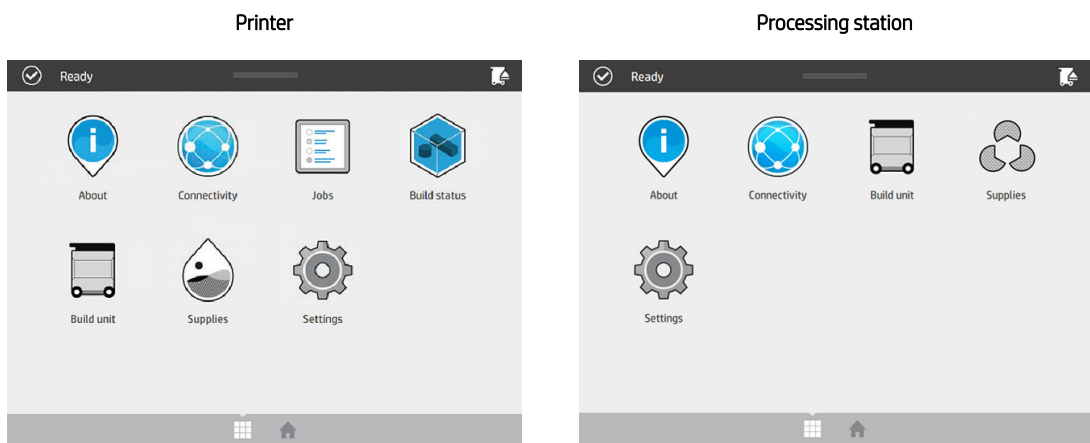 Printer
Processing station
Ready
About
Connectivity
Jobs
Build status
Build unit
Supplies
Settings
Ready
About
Connectivity
Build unit
Supplies
Settings